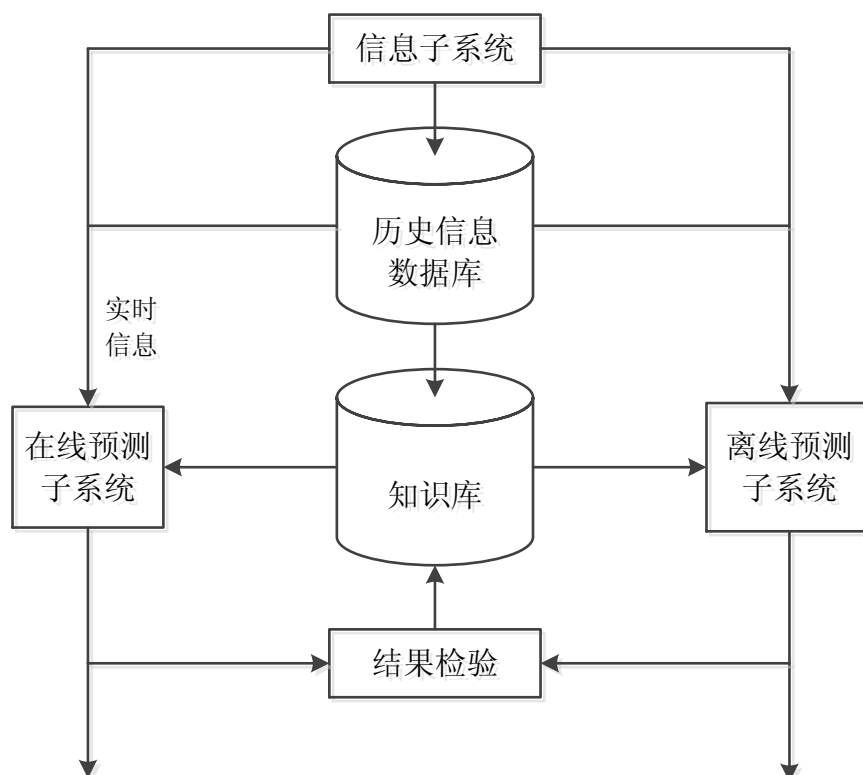 信息子系统
历史信息
数据库
实时
信息
在线预测
子系统
知识库
离线预测
子系统
结果检验